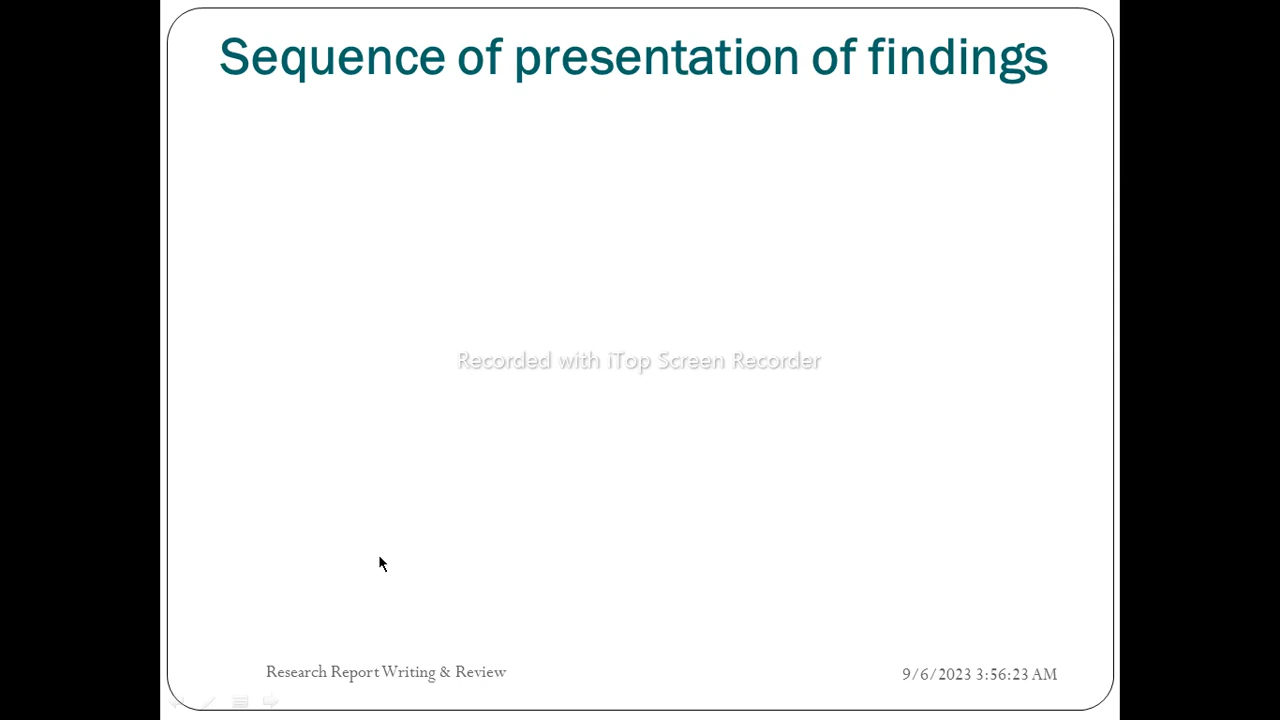 Sequence of presentation of findings
Recorded with iTop Screen Recorder
Research Report Writing & Review
9/6/2023 3:56:23 AM